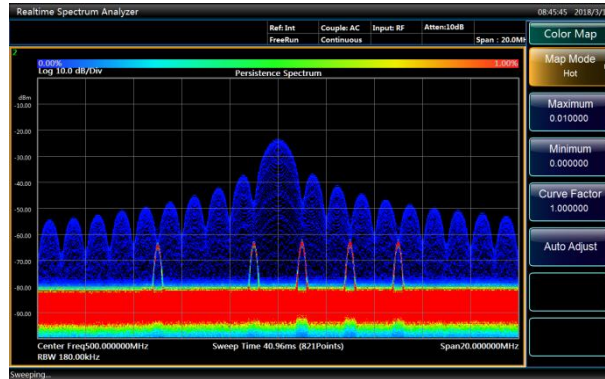 Realtime Spectrum Analyzer
08:45:45 2018/3/1
Ref: Int Couple: AC Input: RF Atten:10dB
FreeRun Continuous Span : 20.0MH
Color Map
2
0.00% 1.00%
Log 10.0 dB/Div Persistence Spectrum
Map Mode
Hot
dBm
-10.00
-20.00
-30.00
-40.00
-50.00
-60.00
-70.00
-80.00
-90.00
Maximum
0.010000
Minimum
0.000000
Curve Factor
1.000000
Auto Adjust
Center Freq500.000000MHz Sweep Time 40.96ms (821Points) Span20.000000MHz
RBW 180.00kHz
Sweeping...